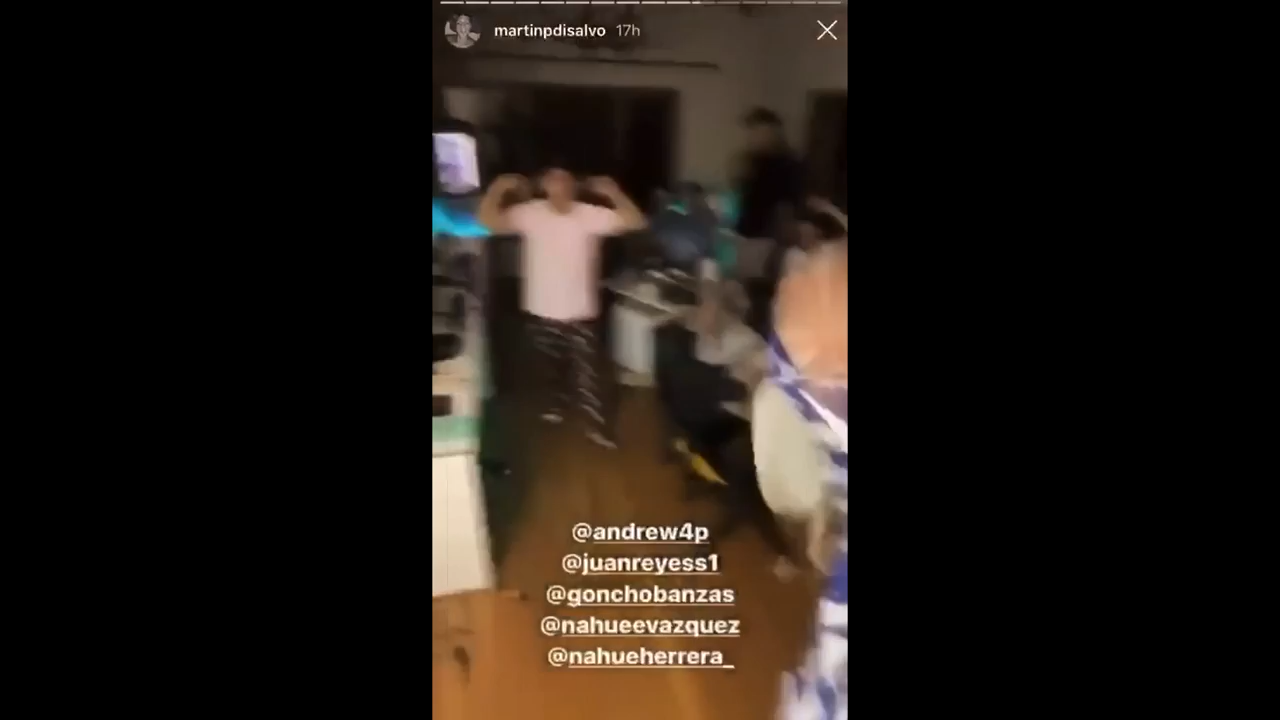 martinpdisalvo 17h
@andrew4p
@juanreyess1
@gonchobanzas
@nahueevazquez
@nahueherrera_